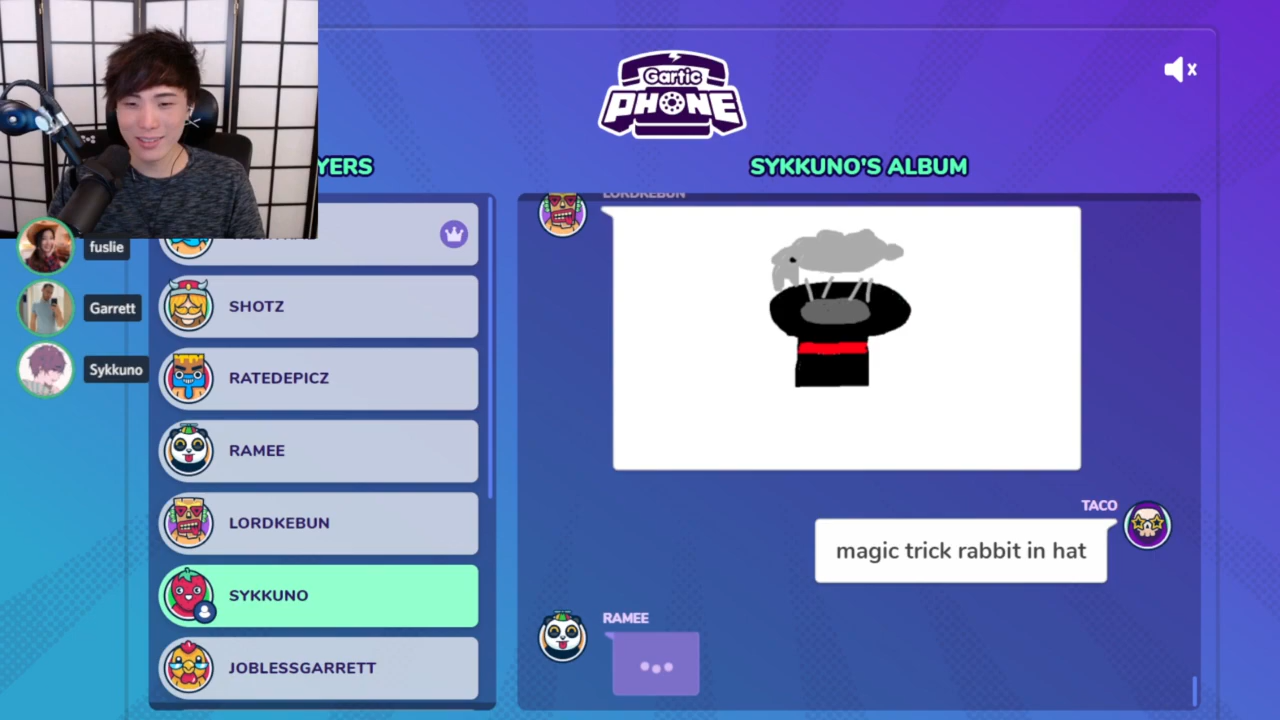 Gartic
PHONE
YERS
SYKKUNO'S ALBUM
LORDKEBUN
fuslie
Garrett
SHOTZ
Sykkuno
RATEDEPICZ
RAMEE
LORDKEBUN
TACO
magic trick rabbit in hat
SYKKUNO
RAMEE
JOBLESSGARRETT